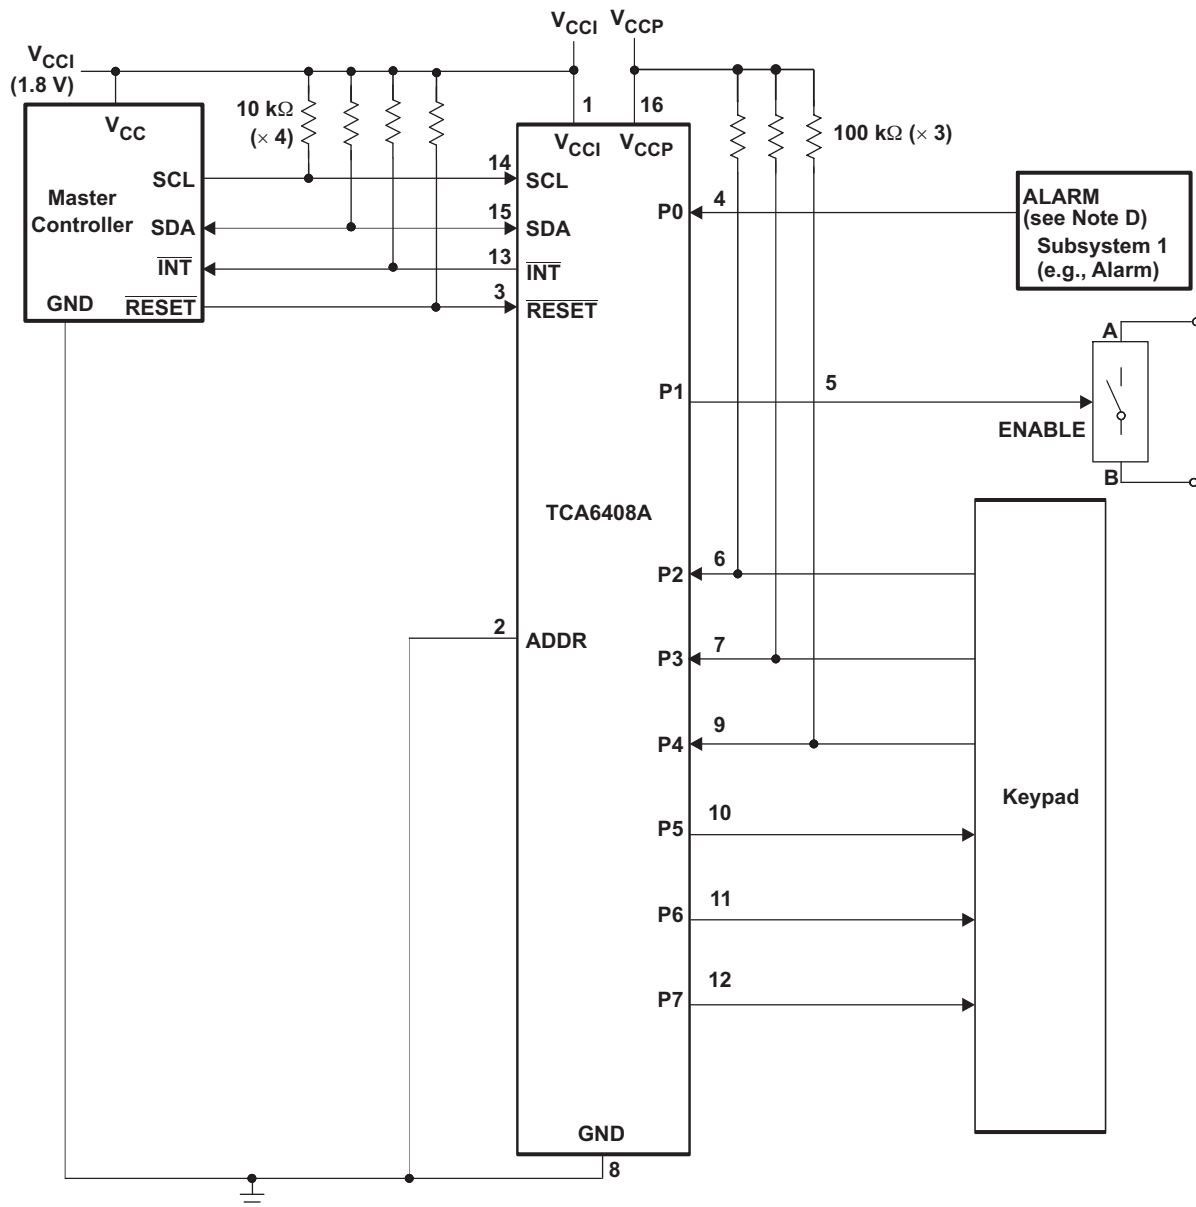 VCCI
VCCP
VCCI
(1.8 V)
1
16
10 kΩ
(× 4)
100 kΩ (× 3)
VCC
VCCI
VCCP
Master
Controller
SCL
14
SCL
SDA
15
SDA
INT
13
INT
GND
RESET
3
RESET
P0
4
ALARM
(see Note D)
Subsystem 1
(e.g., Alarm)
A
P1
5
ENABLE
B
TCA6408A
P2
6
2
ADDR
P3
7
P4
9
Keypad
P5
10
P6
11
P7
12
GND
8